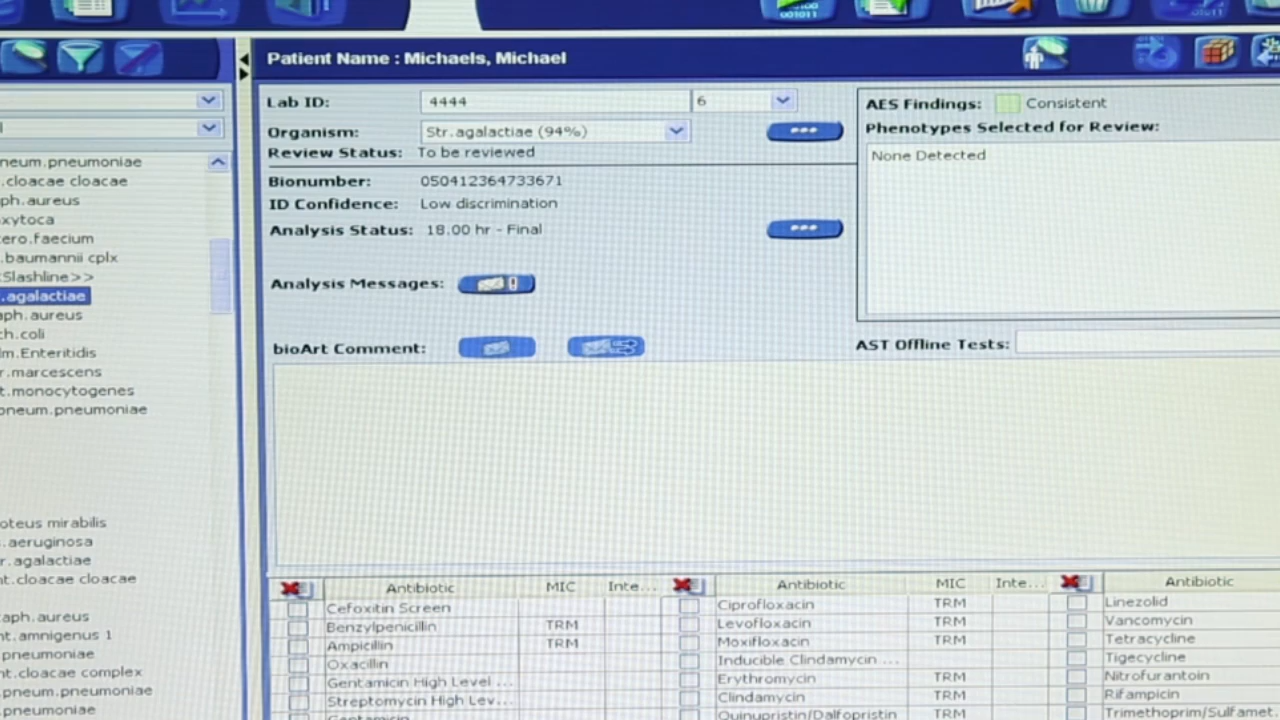 001011
01011
Patient Name : Michaels, Michael
Lab ID: 4444 6
Organism: Str.agalactiae (94%)
Review Status: To be reviewed
Bionumber: 050412364733671
ID Confidence: Low discrimination
Analysis Status: 18.00 hr - Final
Analysis Messages:
bioArt Comment:
AES Findings: Consistent
Phenotypes Selected for Review:
None Detected
AST Offline Tests:
neum.pneumoniae
.cloacae cloacae
ph.aureus
xytoca
ero.faecium
.baumannii cplx
Slashline>>
.agalactiae
aph.aureus
ch.coli
lm.Enteritidis
r.marcescens
t.monocytogenes
oneum.pneumoniae
oteus mirabilis
.aeruginosa
r.agalactiae
nt.cloacae cloacae
aph.aureus
nt.amnigenus 1
.pneumoniae
nt.cloacae complex
.pneum.pneumoniae
.pneumoniae
Antibiotic MIC Inte... Antibiotic MIC Inte... Antibiotic
Cefoxitin Screen Ciprofloxacin TRM Linezolid
Benzylpenicillin TRM Levofloxacin TRM Vancomycin
Ampicillin TRM Moxifloxacin TRM Tetracycline
Oxacillin Inducible Clindamycin ... Tigecycline
Gentamicin High Level ... Erythromycin TRM Nitrofurantoin
Streptomycin High Lev... Clindamycin TRM Rifampicin
Gentamicin Quinupristin/Dalfopristin TRM Trimethoprim/Sulfamet.